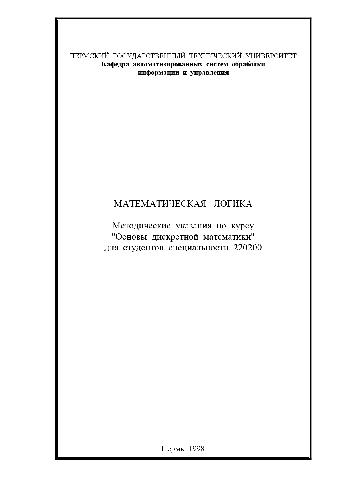 ПЕРМСКИЙ ГОСУДАРСТВЕННЫЙ ТЕХНИЧЕСКИЙ УНИВЕРСИТЕТ
Кафедра автоматизированных систем обработки
информации и управления
МАТЕМАТИЧЕСКАЯ ЛОГИКА
Методические указания по курсу
"Основы дискретной математики"
для студентов специальности 220200
Пермь 1998